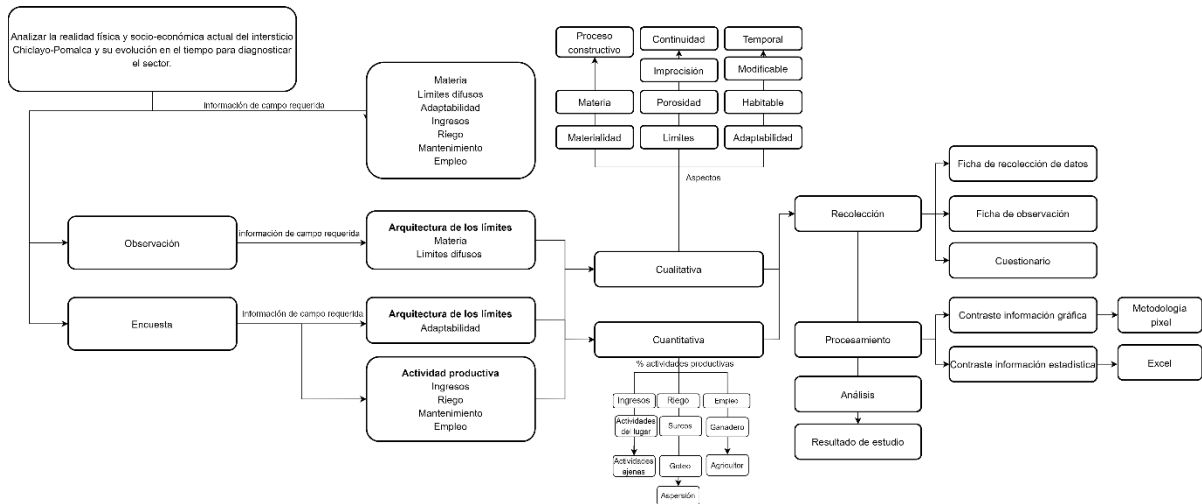 Analizar la realidad física y socio-económica actual del intersticio
Chiclayo-Pomalca y su evolución en el tiempo para diagnosticar
el sector.
Información de campo requerida
Materia
Límites difusos
Adaptabilidad
Ingresos
Riego
Mantenimiento
Empleo
Proceso
constructivo
Continuidad
Temporal
Imprecisión
Modificable
Materia
Porosidad
Habitable
Materialidad
Límites
Adaptabilidad
Aspectos
Observación
información de campo requerida
Arquitectura de los límites
Materia
Limites difusos
Encuesta
Información de campo requerida
Arquitectura de los límites
Adaptabilidad
Actividad productiva
Ingresos
Riego
Mantenimiento
Empleo
Cualitativa
Cuantitativa
% actividades productivas
Ingresos
Riego
Empleo
Actividades
del lugar
Surcos
Ganadero
Actividades
ajenas
Goteo
Agricultor
Aspersión
Recolección
Ficha de recolección de datos
Ficha de observación
Cuestionario
Procesamiento
Contraste información gráfica
Metodología
pixel
Contraste información estadística
Excel
Análisis
Resultado de estudio